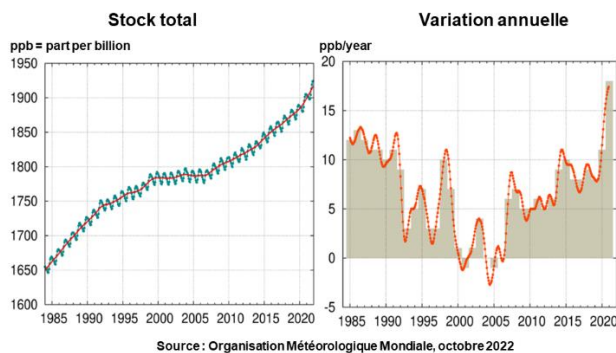 Stock total
Variation annuelle
ppb = part per billion
ppb/year
1950
1900
1850
1800
1750
1700
1650
1600
1985 1990 1995 2000 2005 2010 2015 2020
20
15
10
5
0
-5
1985 1990 1995 2000 2005 2010 2015 2020
Source : Organisation Météorologique Mondiale, octobre 2022